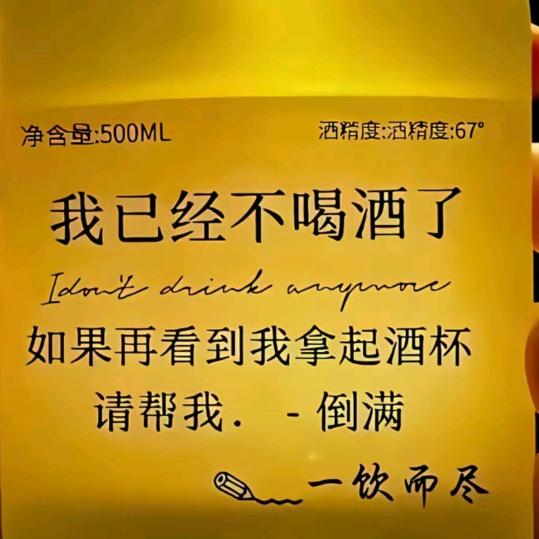 净含量:500ML
酒精度:酒精度:67°
我已经不喝酒了
I don't drink anymore
如果再看到我拿起酒杯
请帮我. - 倒满
一饮而尽